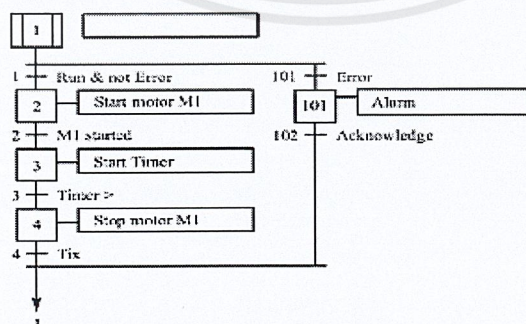 1
1 Run & not Error 101 Error
2 Start motor M1 101 Alarm
2 M1 started 102 Acknowledge
3 Start Timer
3 Timer >
4 Stop motor M1
4 Tix
1